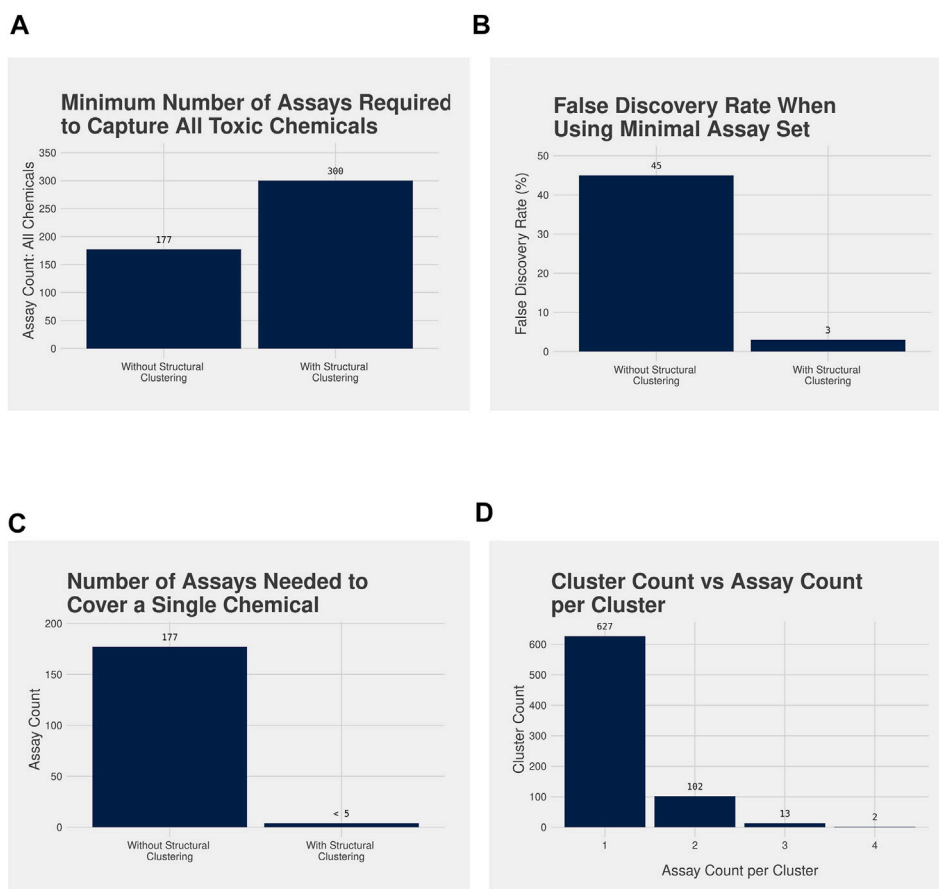 A
Minimum Number of Assays Required
to Capture All Toxic Chemicals
Assay Count: All Chemicals
350
300
250
200
150
100
50
0
177
300
Without Structural
Clustering
With Structural
Clustering
B
False Discovery Rate When
Using Minimal Assay Set
False Discovery Rate (%)
50
40
30
20
10
0
45
3
Without Structural
Clustering
With Structural
Clustering
C
Number of Assays Needed to
Cover a Single Chemical
Assay Count
200
150
100
50
0
177
< 5
Without Structural
Clustering
With Structural
Clustering
D
Cluster Count vs Assay Count
per Cluster
Cluster Count
600
500
400
300
200
100
0
627
102
13
2
1
2
3
4
Assay Count per Cluster